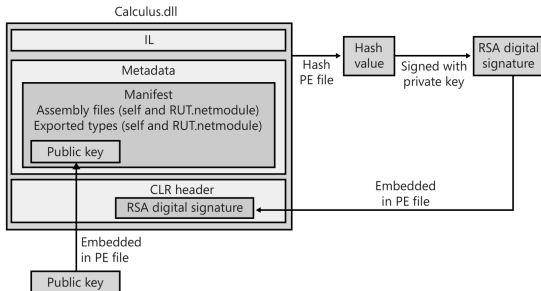 Calculus.dll
IL
Metadata
Manifest
Assembly files (self and RUT.netmodule)
Exported types (self and RUT.netmodule)
Public key
CLR header
RSA digital signature
Hash
PE file
Hash
value
Signed with
private key
RSA digital
signature
Embedded
in PE file
Embedded
in PE file
Public key